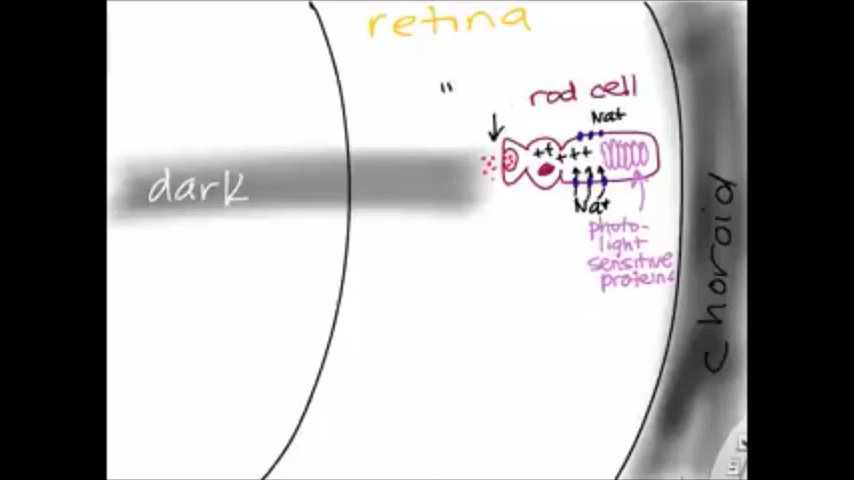 retina
"
rod cell
Na+
+ + + + +
dark
Na+
photo-
light
sensitive
proteins
choroid